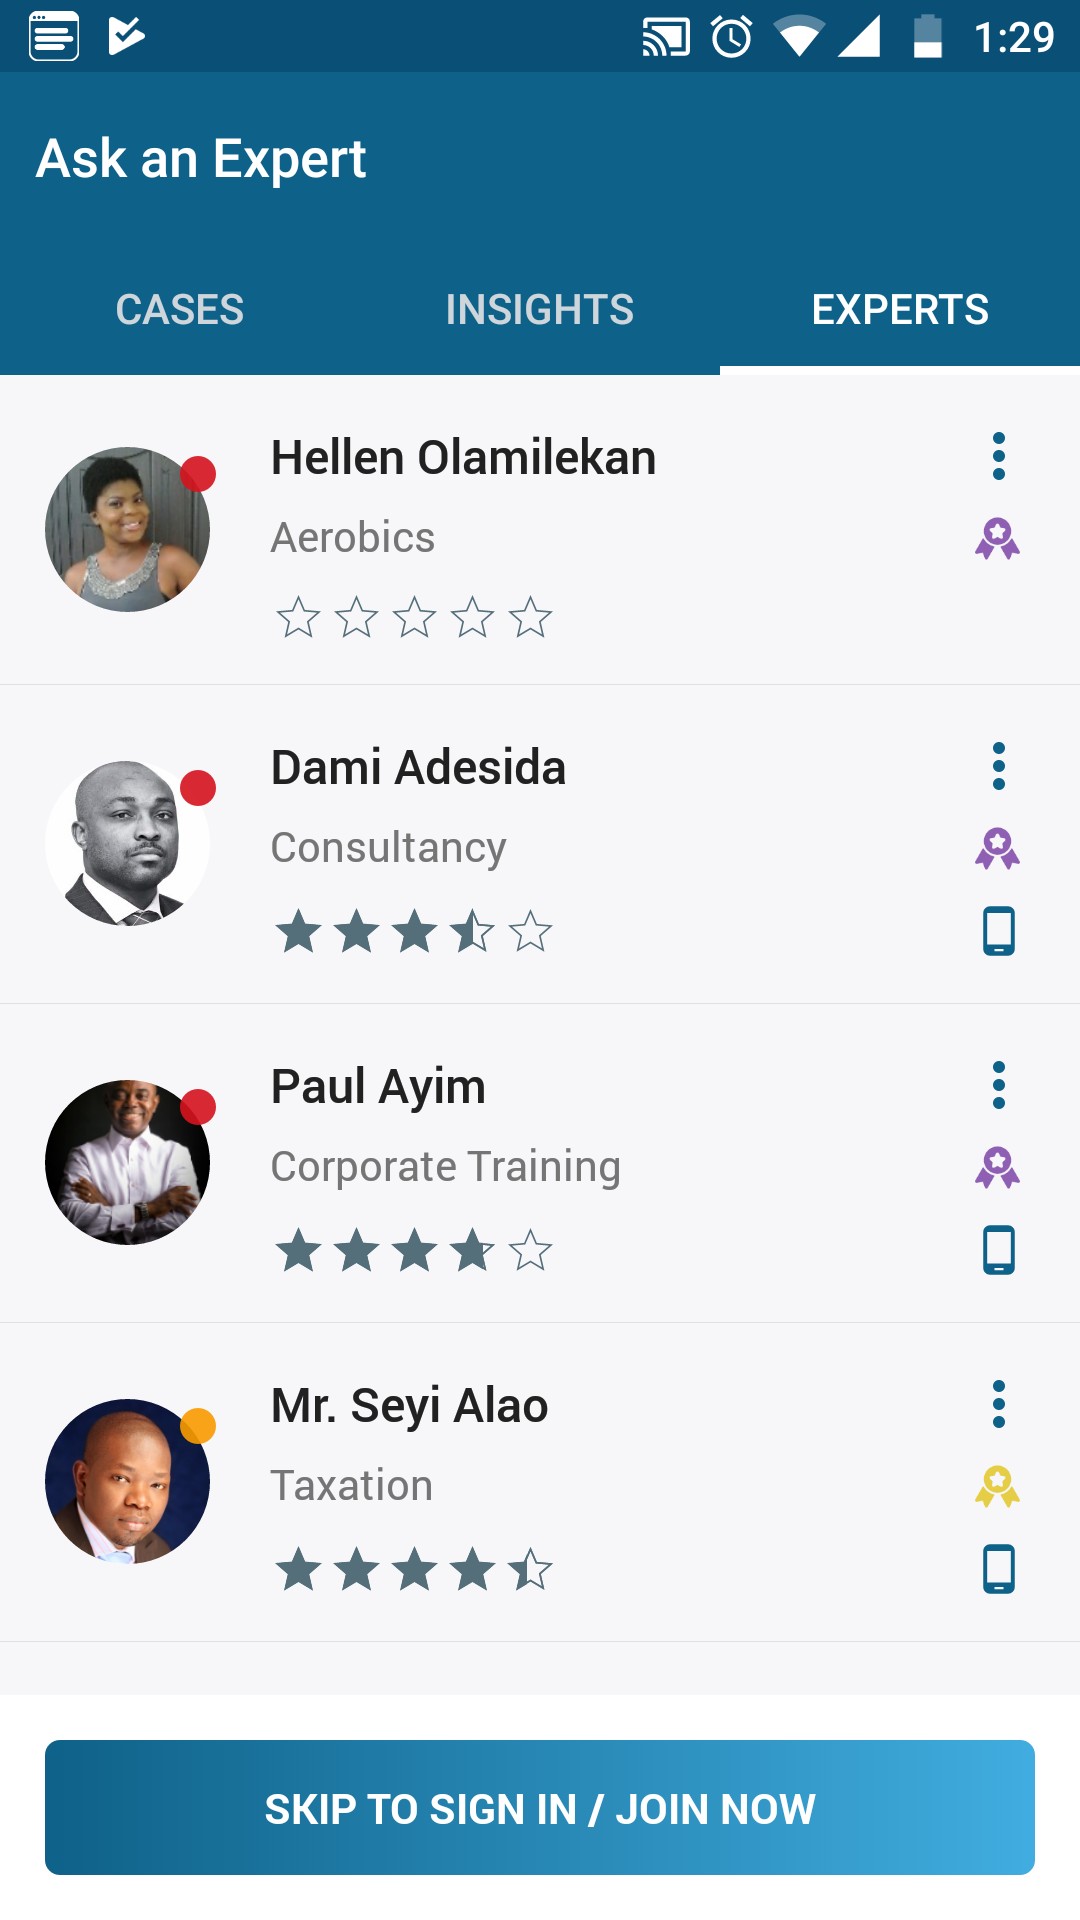 1:29
Ask an Expert
CASES INSIGHTS EXPERTS
Hellen Olamilekan
Aerobics
Dami Adesida
Consultancy
Paul Ayim
Corporate Training
Mr. Seyi Alao
Taxation
SKIP TO SIGN IN / JOIN NOW